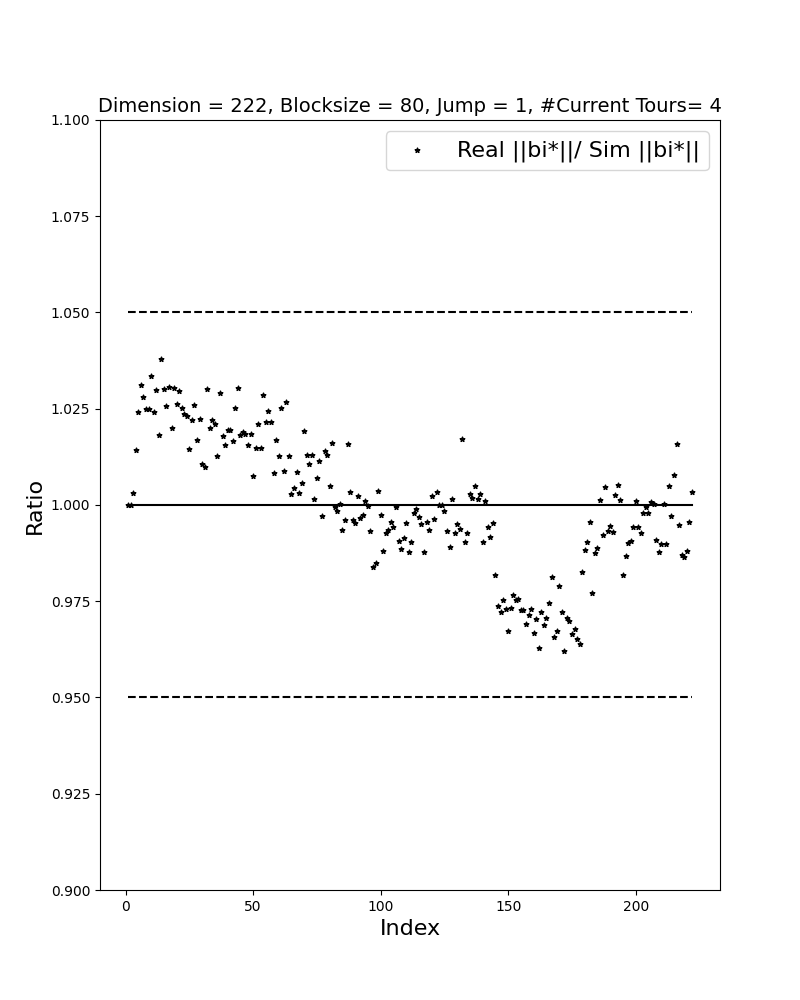 Dimension = 222, Blocksize = 80, Jump = 1, #Current Tours= 4
1.100
Real ||bi*||/ Sim ||bi*||
1.075
1.050
1.025
1.000
0.975
0.950
0.925
0.900
Ratio
0 50 100 150 200
Index